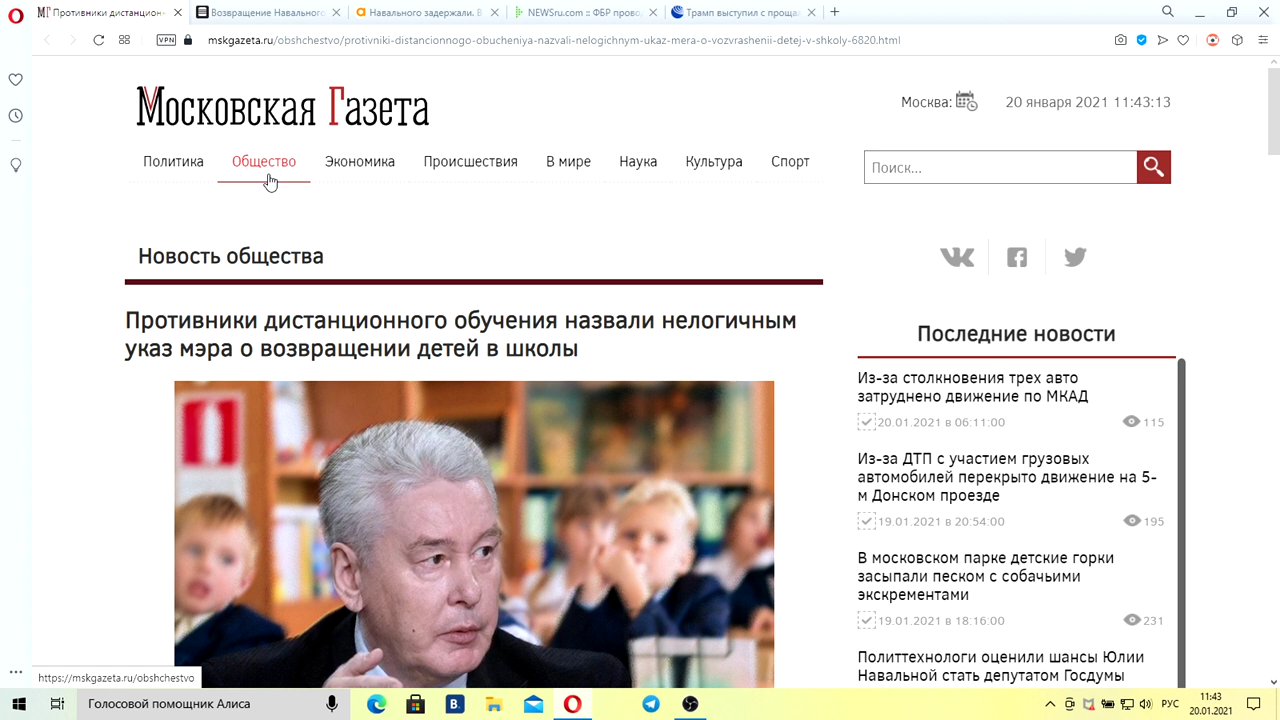 Противники дистанцион
Возвращение Навального
Навального задержали. В
NEWSru.com :: ФБР прово
Трамп выступил с прощал
VPN
mskgazeta.ru/obshchestvo/protivniki-distancionnogo-obucheniya-nazvali-nelogichnym-ukaz-mera-o-vozvrashenii-detej-v-shkoly-6820.html
Московская Газета
Москва:
20 января 2021 11:43:13
Политика Общество Экономика Происшествия В мире Наука Культура Спорт
Поиск...
Новость общества
Противники дистанционного обучения назвали нелогичным
указ мэра о возвращении детей в школы
Последние новости
Из-за столкновения трех авто
затруднено движение по МКАД
20.01.2021 в 06:11:00 115
Из-за ДТП с участием грузовых
автомобилей перекрыто движение на 5-
м Донском проезде
19.01.2021 в 20:54:00 195
В московском парке детские горки
засыпали песком с собачьими
экскрементами
19.01.2021 в 18:16:00 231
Политтехнологи оценили шансы Юлии
Навальной стать депутатом Госдумы
https://mskgazeta.ru/obshchestvo
Голосовой помощник Алиса
РУС
11:43
20.01.2021